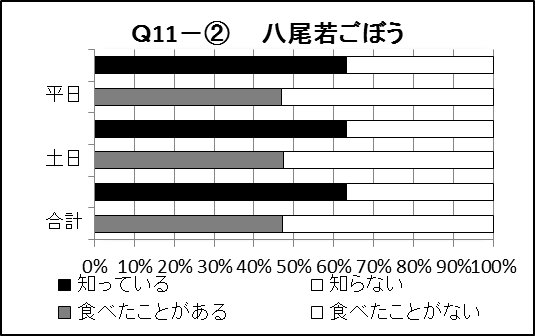 Q11－② 八尾若ごぼう
平日
土日
合計
0% 10% 20% 30% 40% 50% 60% 70% 80% 90% 100%
知っている 知らない
食べたことがある 食べたことがない